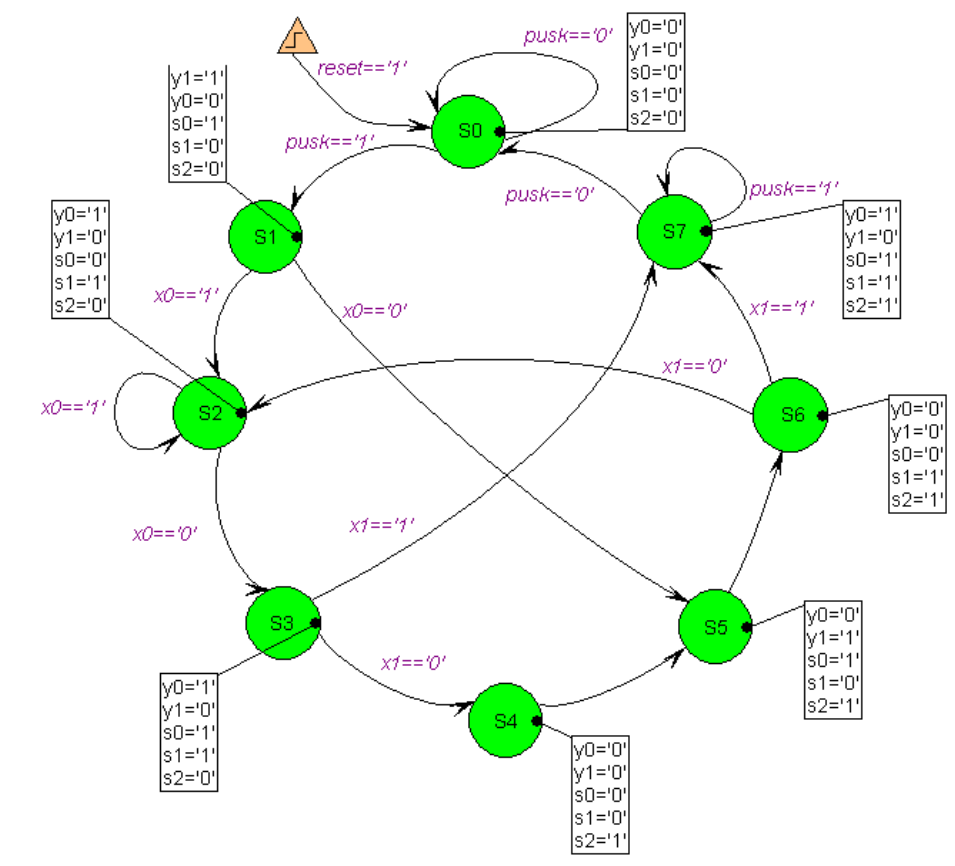 pusk=='0'
reset=='1'
y0='0'
y1='0'
s0='0'
s1='0'
s2='0'
S0
y1='1'
y0='0'
s0='1'
s1='0'
s2='0'
pusk=='1'
pusk=='0'
pusk=='1'
S7
y0='1'
y1='0'
s0='1'
s1='1'
s2='1'
S1
y0='1'
y1='0'
s0='0'
s1='1'
s2='0'
x0=='1'
x0=='0'
x1=='1'
x1=='0'
x0=='1'
S2
S6
y0='0'
y1='0'
s0='0'
s1='1'
s2='1'
x0=='0'
x1=='1'
S3
S5
y0='0'
y1='1'
s0='1'
s1='0'
s2='1'
x1=='0'
y0='1'
y1='0'
s0='1'
s1='1'
s2='0'
S4
y0='0'
y1='0'
s0='0'
s1='0'
s2='1'